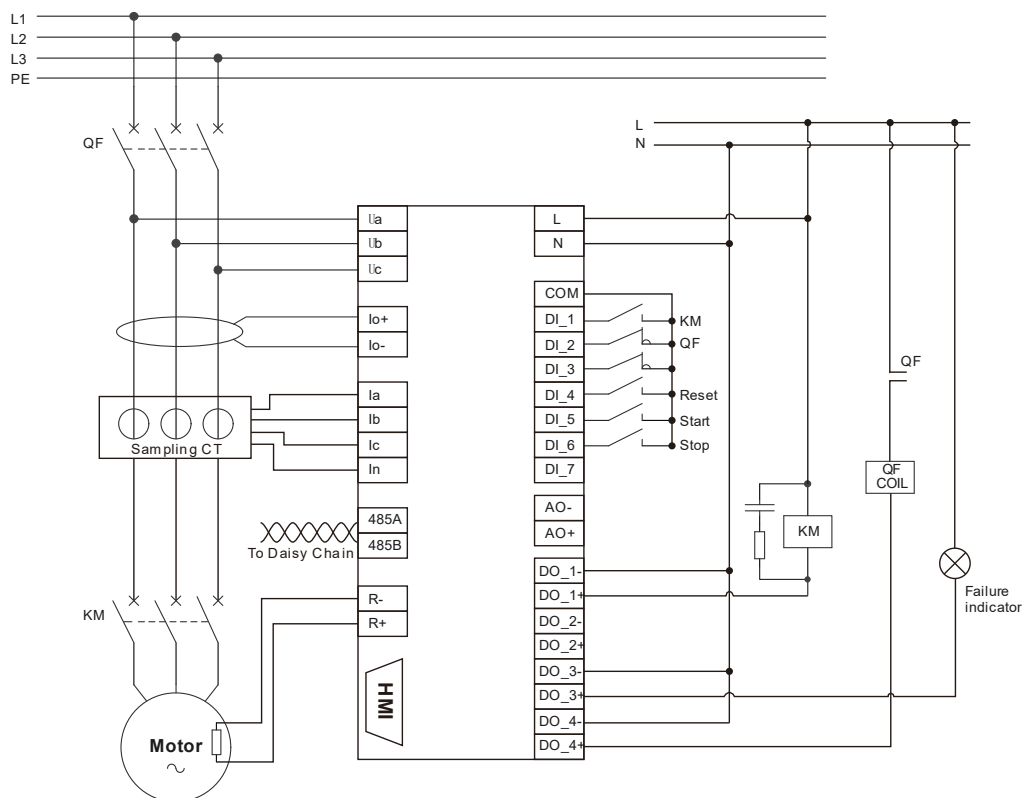 L1
L2
L3
PE
QF
L
N
Ua
Ub
Uc
Io+
Io-
Ia
Ib
Ic
In
Sampling CT
485A
485B
To Daisy Chain
R-
R+
KM
HMI
Motor
L
N
COM
DI_1
DI_2
DI_3
DI_4
DI_5
DI_6
DI_7
AO-
AO+
DO_1-
DO_1+
DO_2-
DO_2+
DO_3-
DO_3+
DO_4-
DO_4+
KM
QF
Reset
Start
Stop
KM
QF
QF
COIL
Failure
indicator